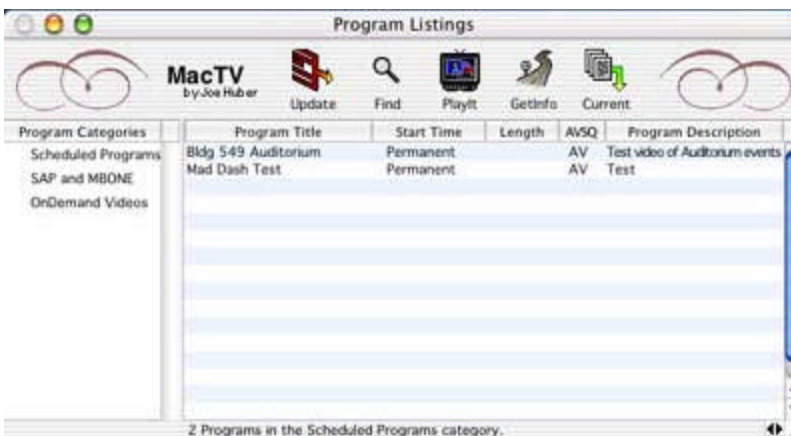 Program Listings
MacTV
by Joe Huber
Update Find PlayIt GetInfo Current
Program Categories Program Title Start Time Length AVSQ Program Description
Scheduled Programs
SAP and MBONE
OnDemand Videos
Bldg 549 Auditorium Permanent AV Test video of Auditorium events
Mad Dash Test Permanent AV Test
2 Programs in the Scheduled Programs category.